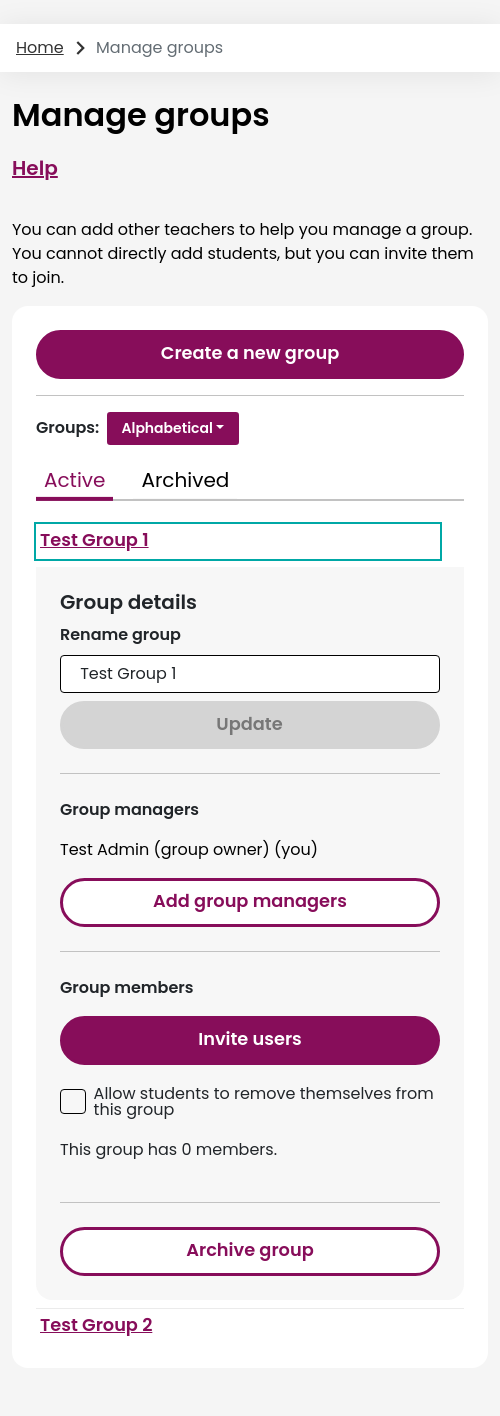 Home > Manage groups
Manage groups
Help
You can add other teachers to help you manage a group.
You cannot directly add students, but you can invite them
to join.
Create a new group
Groups: Alphabetical
Active Archived
Test Group 1
Group details
Rename group
Test Group 1
Update
Group managers
Test Admin (group owner) (you)
Add group managers
Group members
Invite users
Allow students to remove themselves from
this group
This group has 0 members.
Archive group
Test Group 2